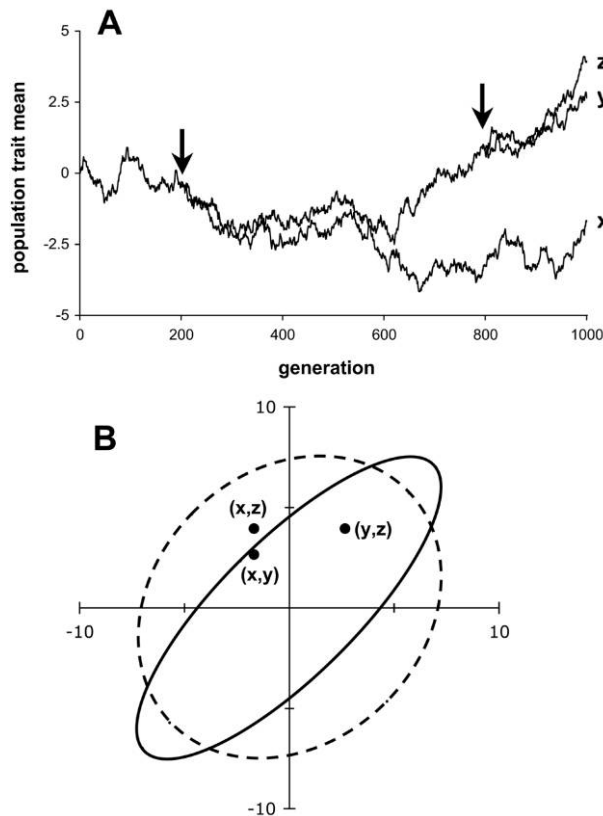 A
5
2.5
0
-2.5
-5
population trait mean
z
y
x
0 200 400 600 800 1000
generation
B
10
(x,z)
(y,z)
(x,y)
-10 10
-10